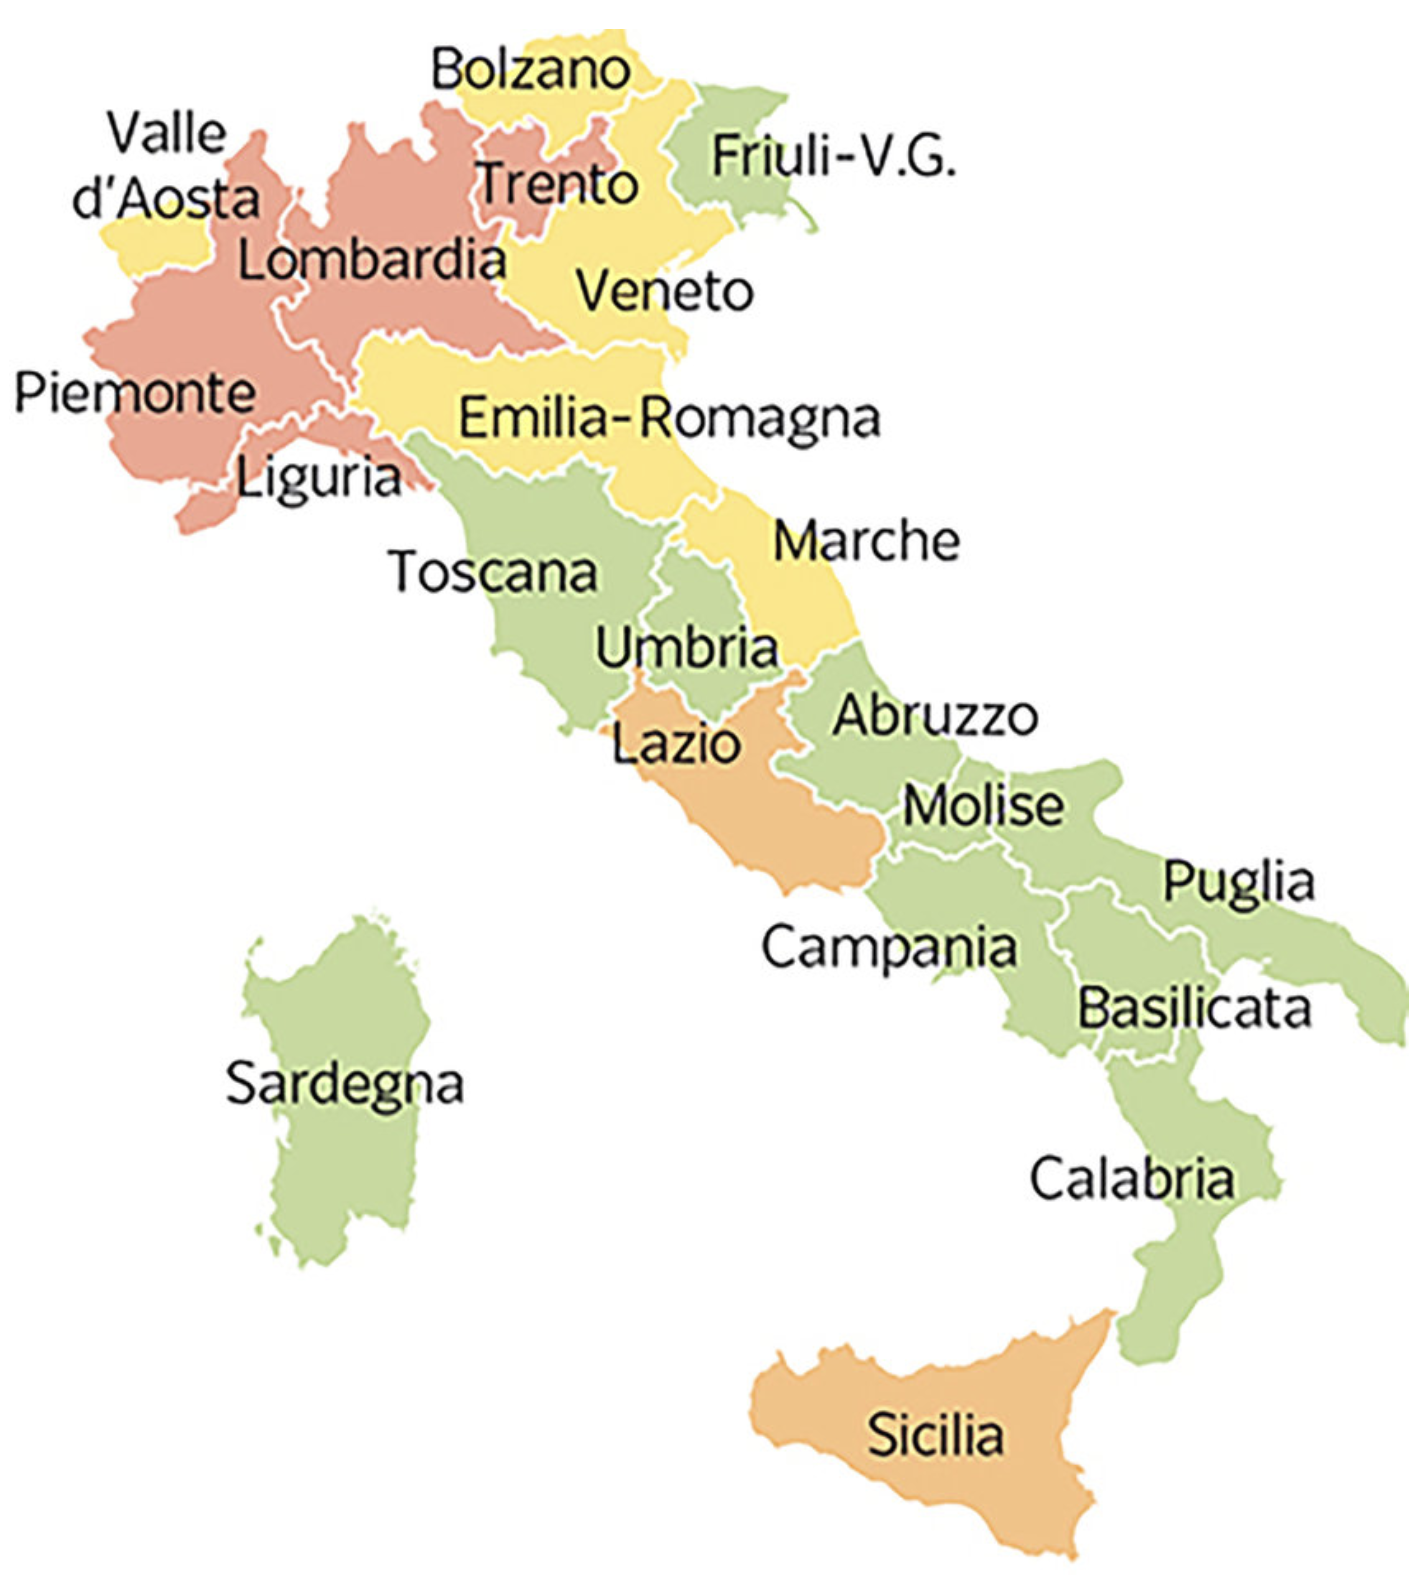 Bolzano
Valle
d'Aosta
Friuli-V.G.
Trento
Lombardia
Veneto
Piemonte
Emilia-Romagna
Liguria
Marche
Toscana
Umbria
Abruzzo
Lazio
Molise
Puglia
Campania
Basilicata
Sardegna
Calabria
Sicilia